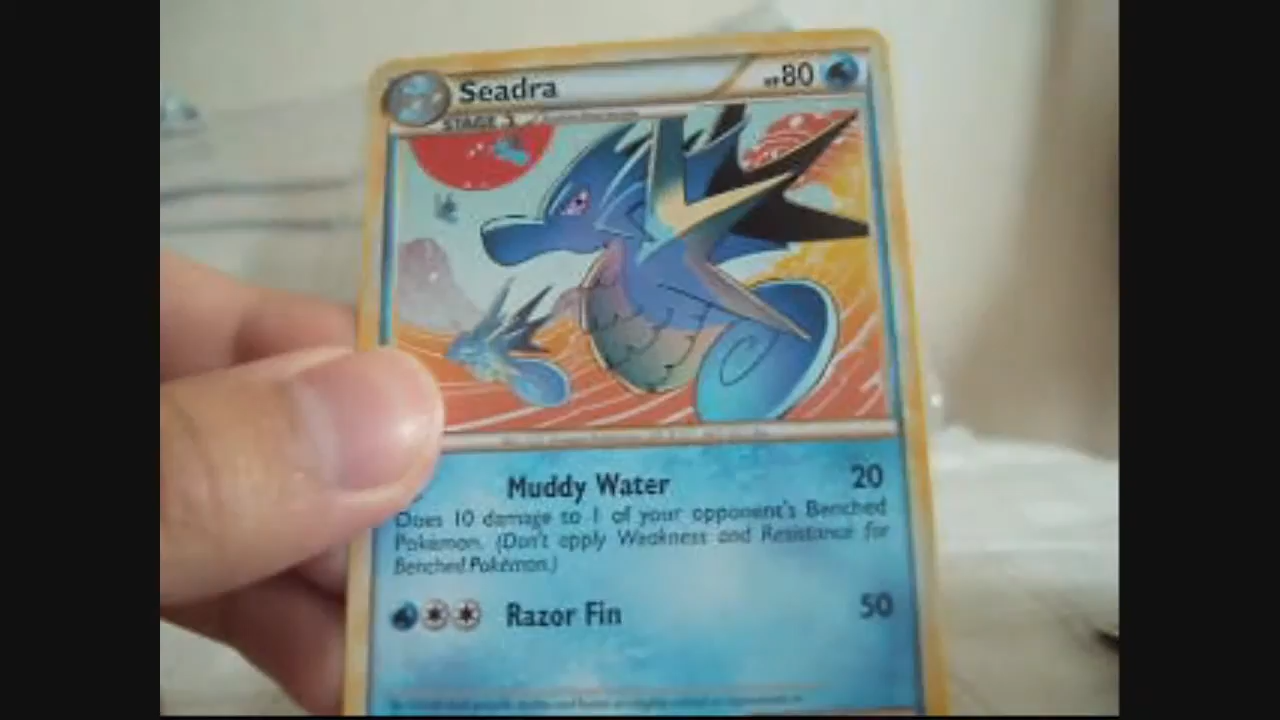 Seadra
HP80
STAGE 1
Muddy Water 20
Does 10 damage to 1 of your opponent's Benched
Pokémon. (Don't apply Weakness and Resistance for
Benched Pokémon.)
Razor Fin 50